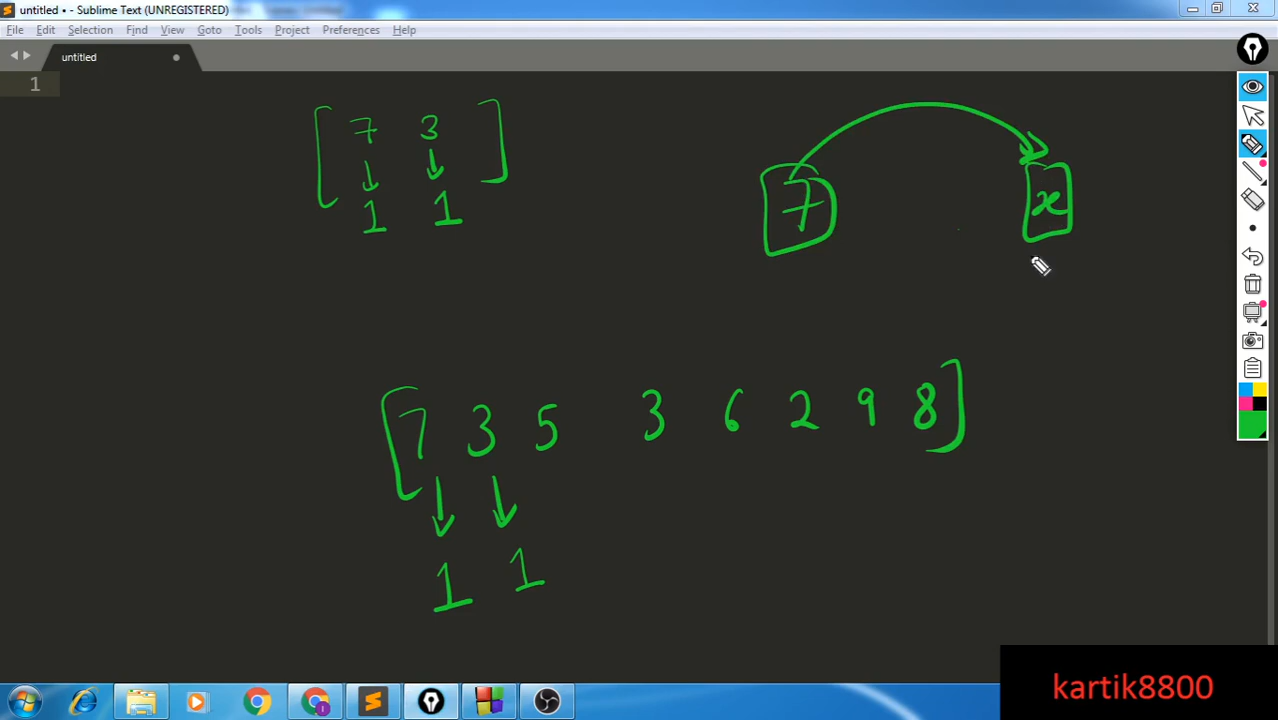 untitled • - Sublime Text (UNREGISTERED)
File Edit Selection Find View Goto Tools Project Preferences Help
untitled
1
7 3
1 1
7 x
7 3 5 3 6 2 9 8
1 1
kartik8800